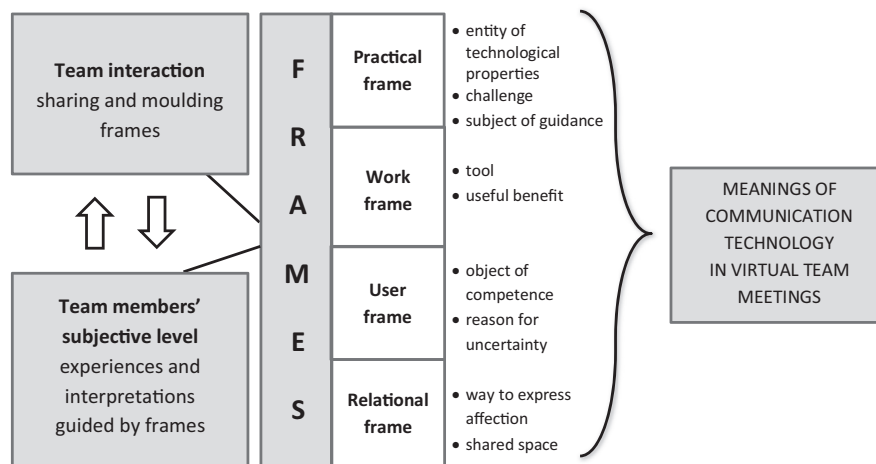 Team interaction
sharing and moulding
frames
Team members’
subjective level
experiences and
interpretations
guided by frames
F
R
A
M
E
S
Practical
frame
• entity of
technological
properties
• challenge
• subject of guidance
Work
frame
• tool
• useful benefit
User
frame
• object of
competence
• reason for
uncertainty
Relational
frame
• way to express
affection
• shared space
MEANINGS OF
COMMUNICATION
TECHNOLOGY
IN VIRTUAL TEAM
MEETINGS